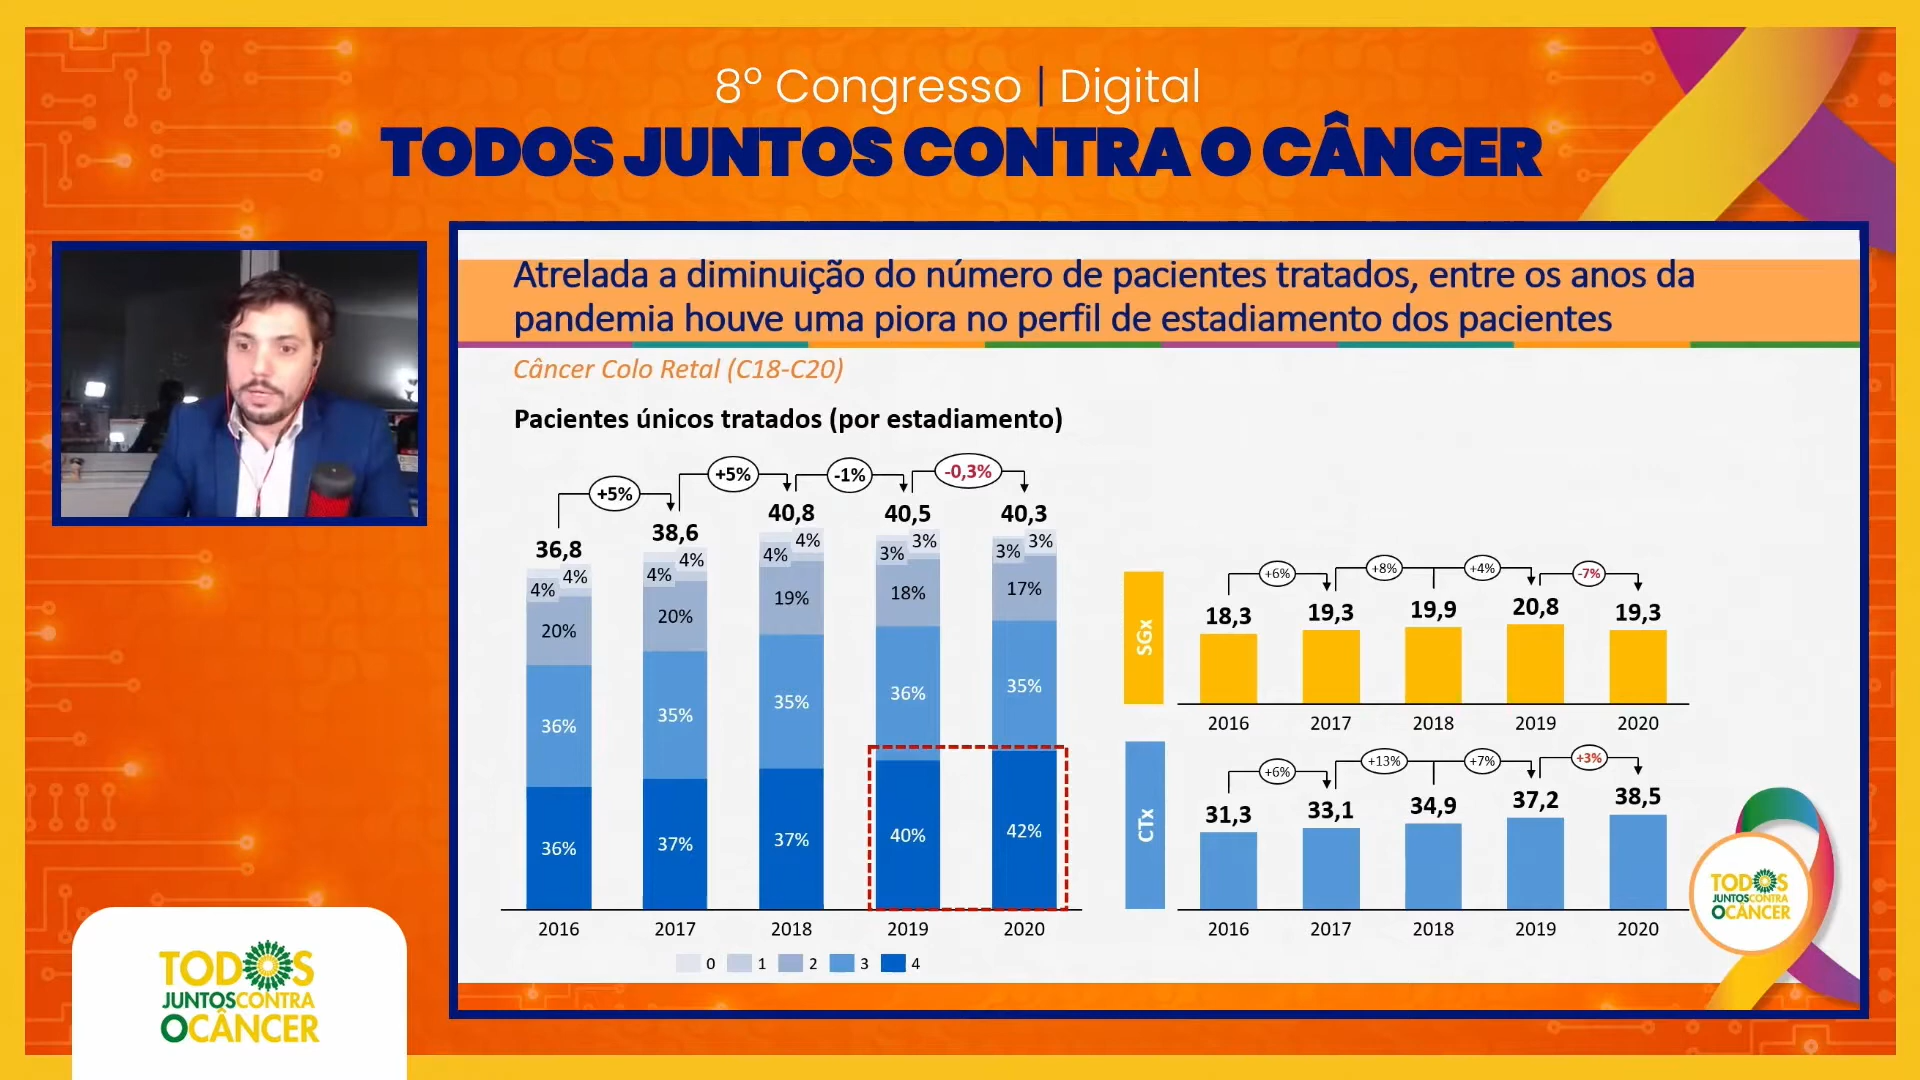 8º Congresso | Digital
TODOS JUNTOS CONTRA O CÂNCER
Atrelada a diminuição do número de pacientes tratados, entre os anos da
pandemia houve uma piora no perfil de estadiamento dos pacientes
Câncer Colo Retal (C18-C20)
Pacientes únicos tratados (por estadiamento)
+5% +5% -1% -0,3%
36,8 38,6 40,8 40,5 40,3
4% 4% 4% 3% 3%
4% 4% 4% 3% 3%
20% 20% 19% 18% 17%
36% 35% 35% 36% 35%
36% 37% 37% 40% 42%
2016 2017 2018 2019 2020
0 1 2 3 4
SGx
+6% +8% +4% -7%
18,3 19,3 19,9 20,8 19,3
2016 2017 2018 2019 2020
CTx
+6% +13% +7% +3%
31,3 33,1 34,9 37,2 38,5
2016 2017 2018 2019 2020
TODOS
JUNTOS CONTRA
O CÂNCER
TODOS
JUNTOS CONTRA
O CÂNCER